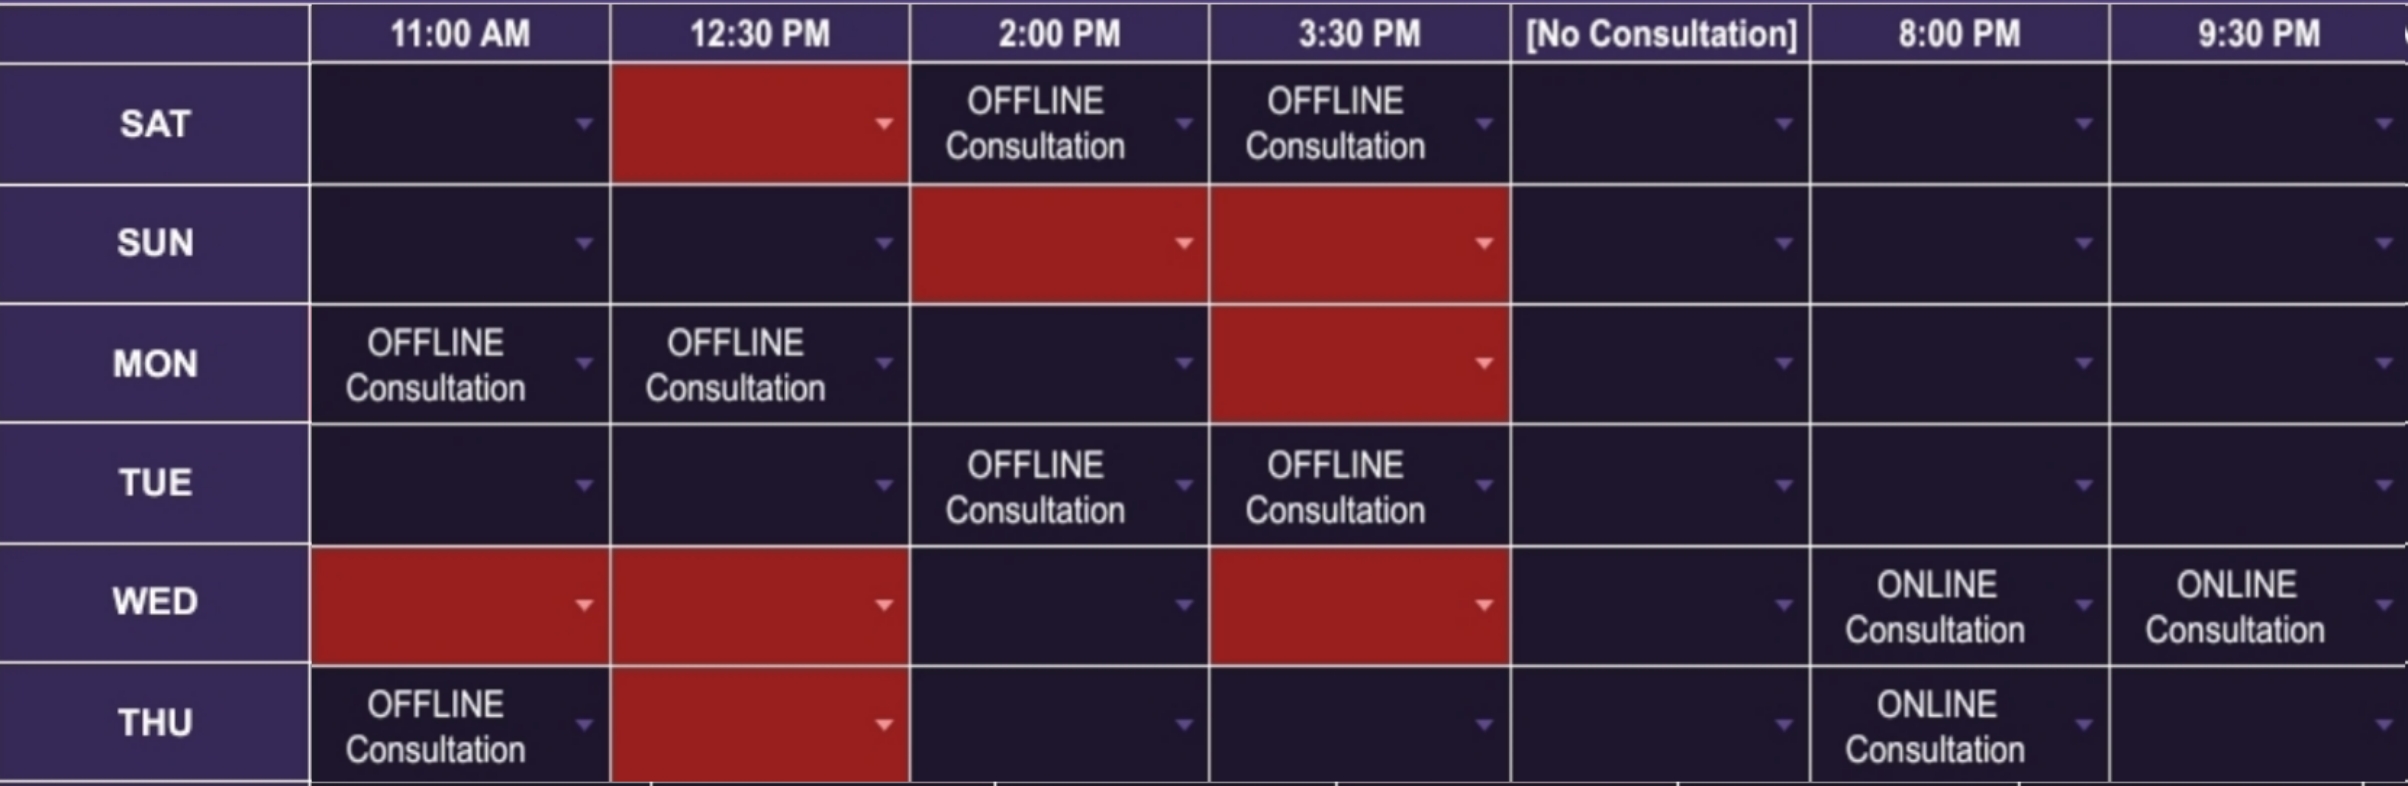 11:00 AM 12:30 PM 2:00 PM 3:30 PM [No Consultation] 8:00 PM 9:30 PM
SAT
OFFLINE OFFLINE
Consultation Consultation
SUN
MON
OFFLINE OFFLINE
Consultation Consultation
TUE
OFFLINE OFFLINE
Consultation Consultation
WED
ONLINE ONLINE
Consultation Consultation
THU
OFFLINE ONLINE
Consultation Consultation